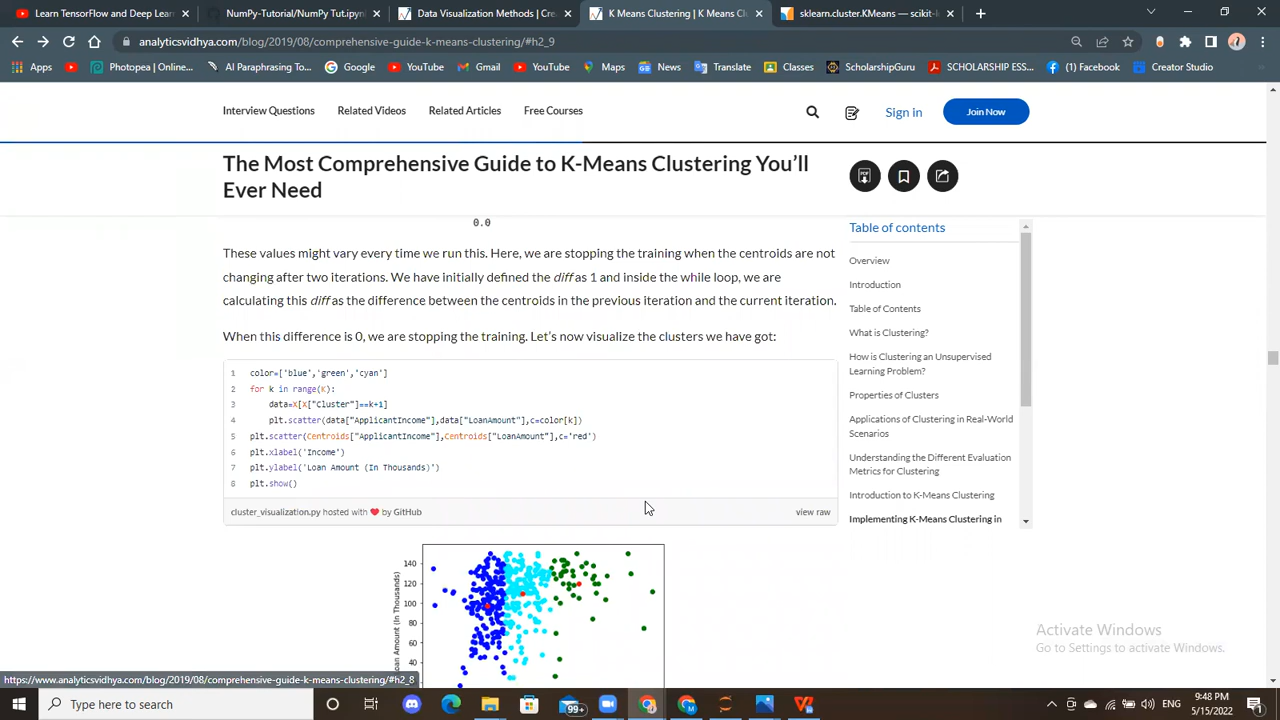 Learn TensorFlow and Deep Lear
NumPy-Tutorial/NumPy Tutori.ipyn
Data Visualization Methods | Crea
K Means Clustering | K Means Clu
sklearn.cluster.KMeans — scikit-le
analyticsvidhya.com/blog/2019/08/comprehensive-guide-k-means-clustering/#h2_9
Apps
Photopea | Online...
AI Paraphrasing To...
Google
YouTube
Gmail
YouTube
Maps
News
Translate
Classes
ScholarshipGuru
SCHOLARSHIP ESS...
(1) Facebook
Creator Studio
Interview Questions
Related Videos
Related Articles
Free Courses
Sign in
Join Now
The Most Comprehensive Guide to K-Means Clustering You'll
Ever Need
PDF
0.0
These values might vary every time we run this. Here, we are stopping the training when the centroids are not
changing after two iterations. We have initially defined the diff as 1 and inside the while loop, we are
calculating this diff as the difference between the centroids in the previous iteration and the current iteration.
When this difference is 0, we are stopping the training. Let's now visualize the clusters we have got:
1 color=['blue','green','cyan']
2 for k in range(K):
3 data=X[X["Cluster"]==k+1]
4 plt.scatter(data["ApplicantIncome"],data["LoanAmount"],c=color[k])
5 plt.scatter(Centroids["ApplicantIncome"],Centroids["LoanAmount"],c='red')
6 plt.xlabel('Income')
7 plt.ylabel('Loan Amount (In Thousands)')
8 plt.show()
cluster_visualization.py hosted with ❤ by GitHub
view raw
140
120
100
80
60
40
oan Amount (In Thousands)
Table of contents
Overview
Introduction
Table of Contents
What is Clustering?
How is Clustering an Unsupervised
Learning Problem?
Properties of Clusters
Applications of Clustering in Real-World
Scenarios
Understanding the Different Evaluation
Metrics for Clustering
Introduction to K-Means Clustering
Implementing K-Means Clustering in
Activate Windows
Go to Settings to activate Windows.
https://www.analyticsvidhya.com/blog/2019/08/comprehensive-guide-k-means-clustering/#h2_8
Type here to search
99+
9:48 PM
5/15/2022